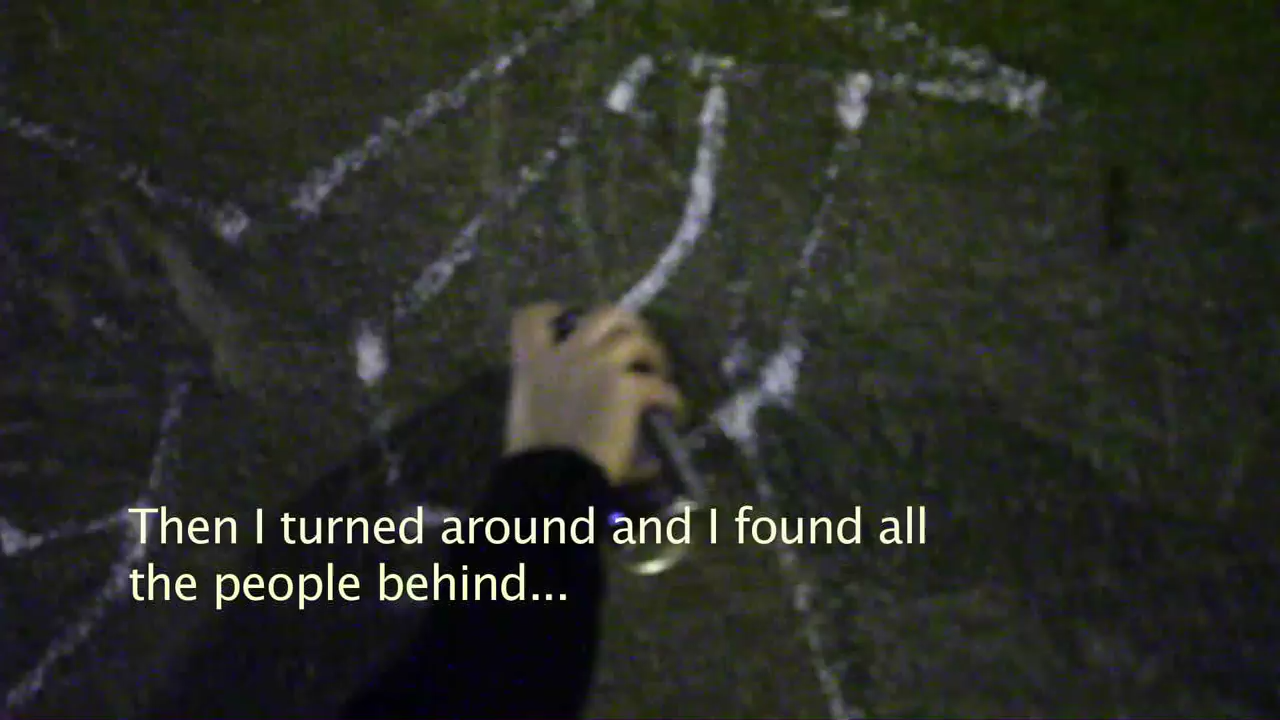 Then I turned around and I found all
the people behind...